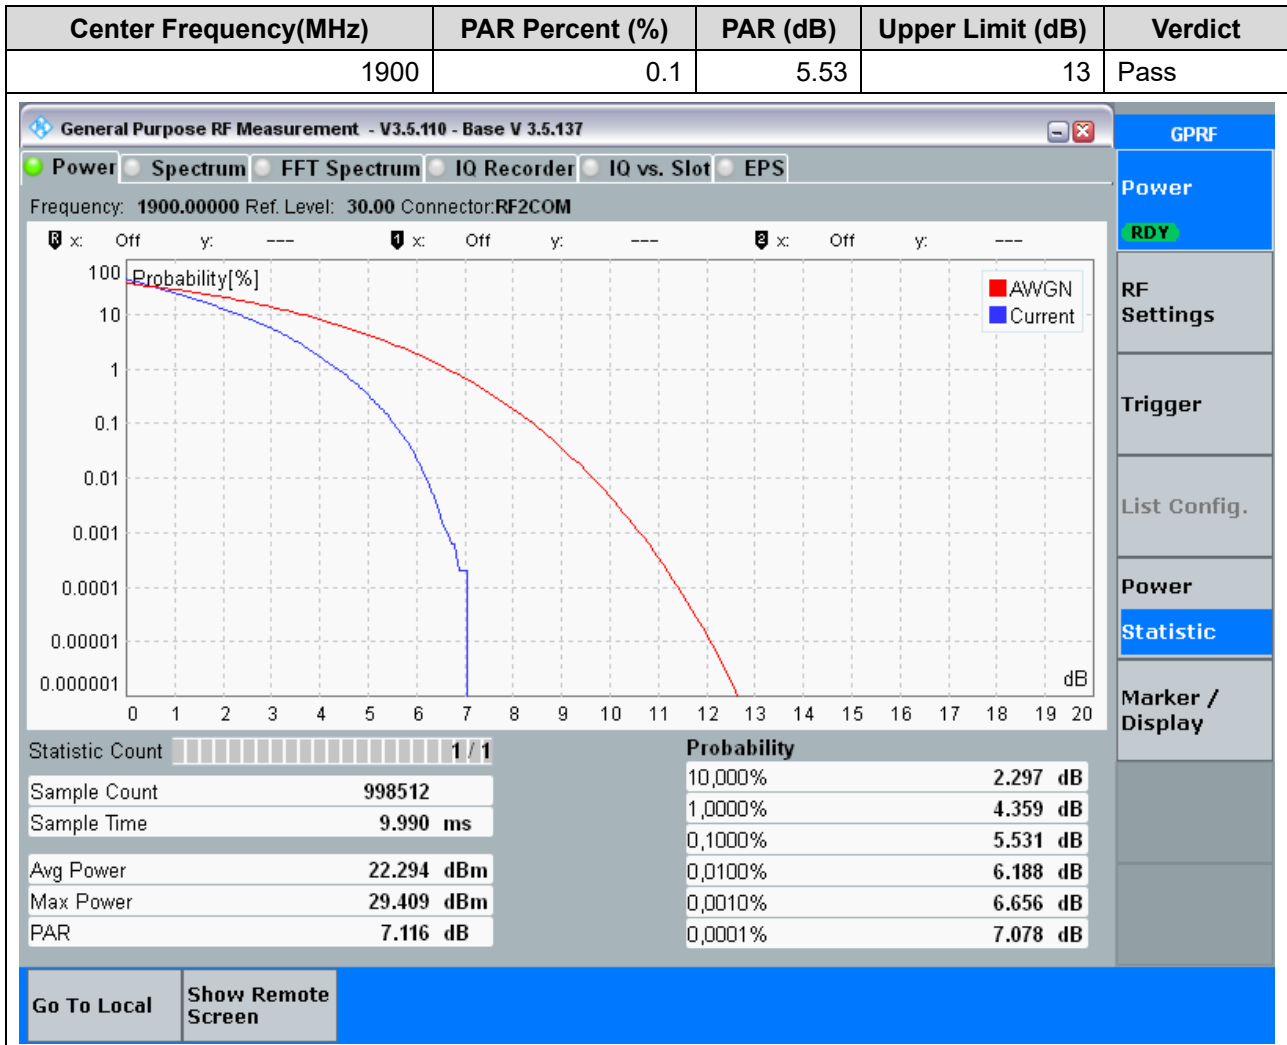 Center Frequency(MHz) PAR Percent (%) PAR (dB) Upper Limit (dB) Verdict
1900 0.1 5.53 13 Pass
General Purpose RF Measurement - V3.5.110 - Base V 3.5.137
GPRF
Power Spectrum FFT Spectrum IQ Recorder IQ vs. Slot EPS
Frequency: 1900.00000 Ref. Level: 30.00 Connector:RF2COM
R x: Off y: --- 1 x: Off y: --- 2 x: Off y: ---
Probability[%]
AWGN
Current
100
10
1
0.1
0.01
0.001
0.0001
0.00001
0.000001
dB
0 1 2 3 4 5 6 7 8 9 10 11 12 13 14 15 16 17 18 19 20
Statistic Count 1 / 1
Sample Count 998512
Sample Time 9.990 ms
Avg Power 22.294 dBm
Max Power 29.409 dBm
PAR 7.116 dB
Probability
10,000% 2.297 dB
1,0000% 4.359 dB
0,1000% 5.531 dB
0,0100% 6.188 dB
0,0010% 6.656 dB
0,0001% 7.078 dB
Power
RDY
RF
Settings
Trigger
List Config.
Power
Statistic
Marker /
Display
Go To Local
Show Remote
Screen